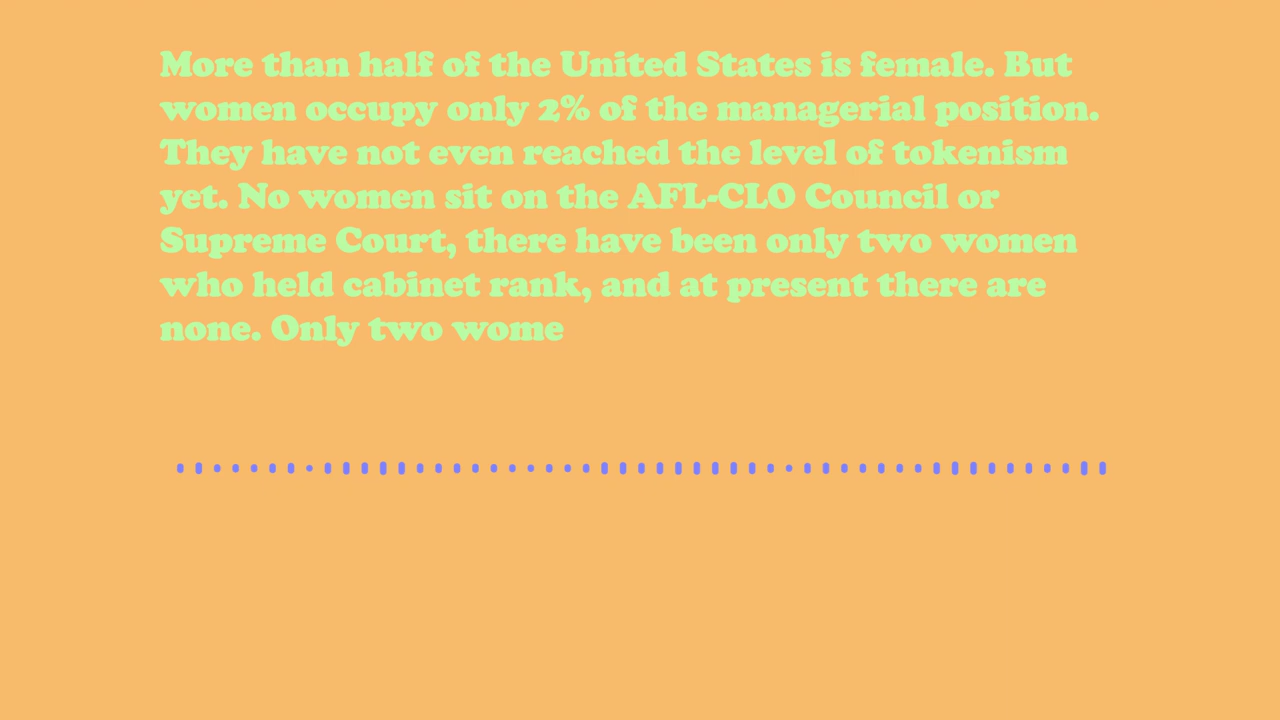 More than half of the United States is female. But
women occupy only 2% of the managerial position.
They have not even reached the level of tokenism
yet. No women sit on the AFL-CLO Council or
Supreme Court, there have been only two women
who held cabinet rank, and at present there are
none. Only two wome